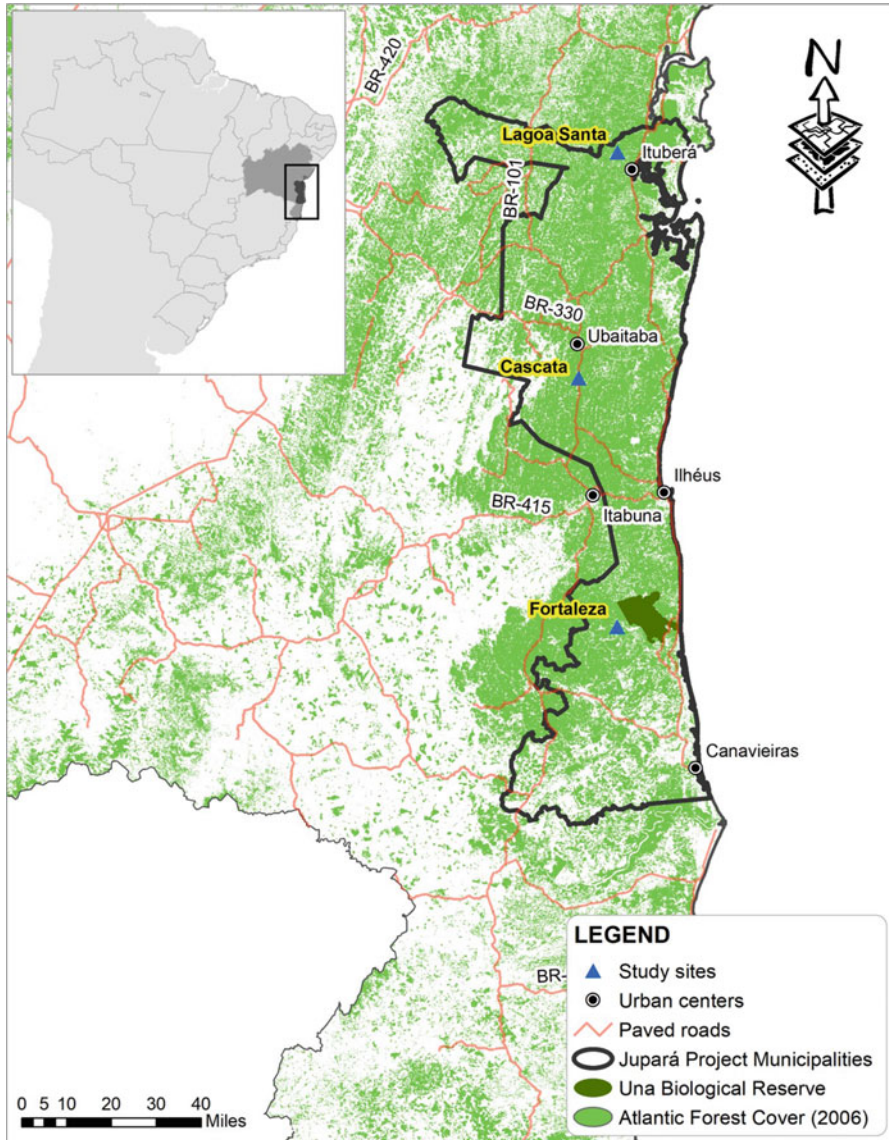 N
BR-420
Lagoa Santa
Ituberá
BR-101
BR-330
Ubaitaba
Cascata
Ilhéus
BR-415
Itabuna
Fortaleza
Canavieiras
BR-
LEGEND
Study sites
Urban centers
Paved roads
Jupará Project Municipalities
Una Biological Reserve
Atlantic Forest Cover (2006)
0 5 10 20 30 40
Miles